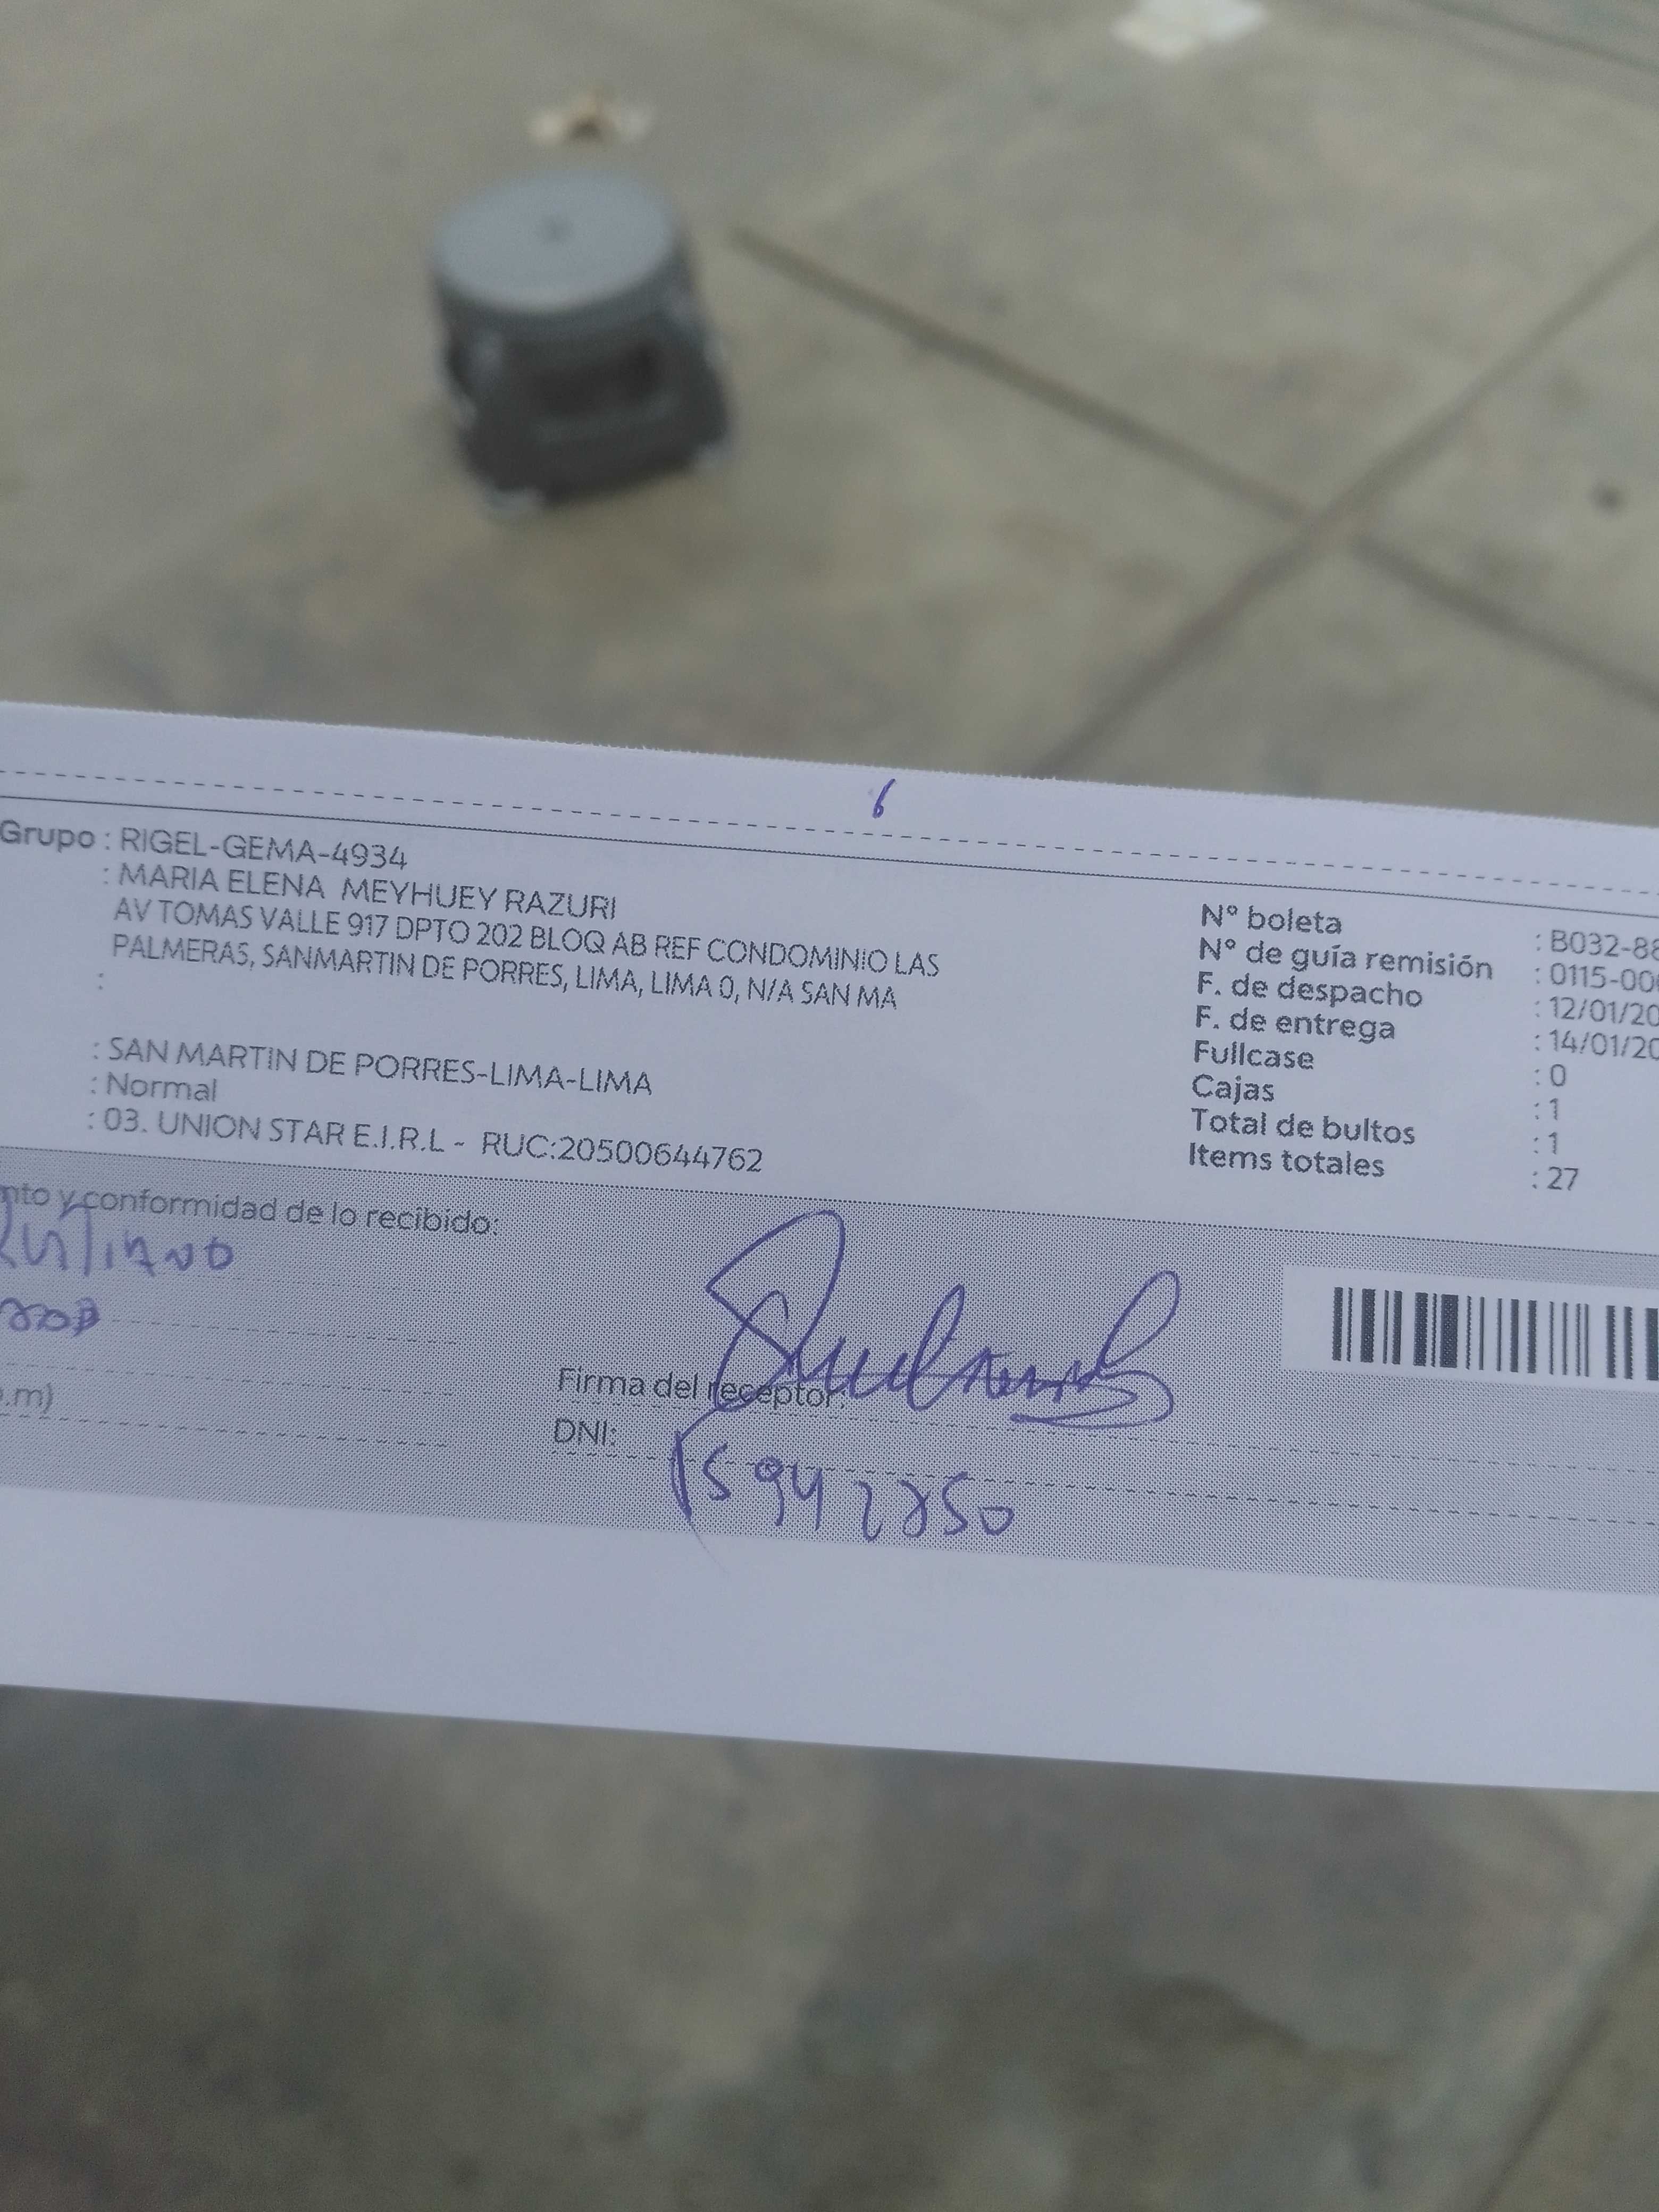 6
Grupo : RIGEL-GEMA-4934
: MARIA ELENA MEYHUEY RAZURI
AV TOMAS VALLE 917 DPTO 202 BLOQ AB REF CONDOMINIO LAS
PALMERAS, SANMARTIN DE PORRES, LIMA, LIMA 0, N/A SAN MA
:
: SAN MARTIN DE PORRES-LIMA-LIMA
: Normal
: 03. UNION STAR E.I.R.L - RUC:20500644762
N° boleta : B032-88
N° de guía remisión : 0115-00
F. de despacho : 12/01/20
F. de entrega : 14/01/20
Fullcase : 0
Cajas : 1
Total de bultos : 1
Items totales : 27
nto y conformidad de lo recibido:
.m)
Firma del receptor:
DNI: 15942250